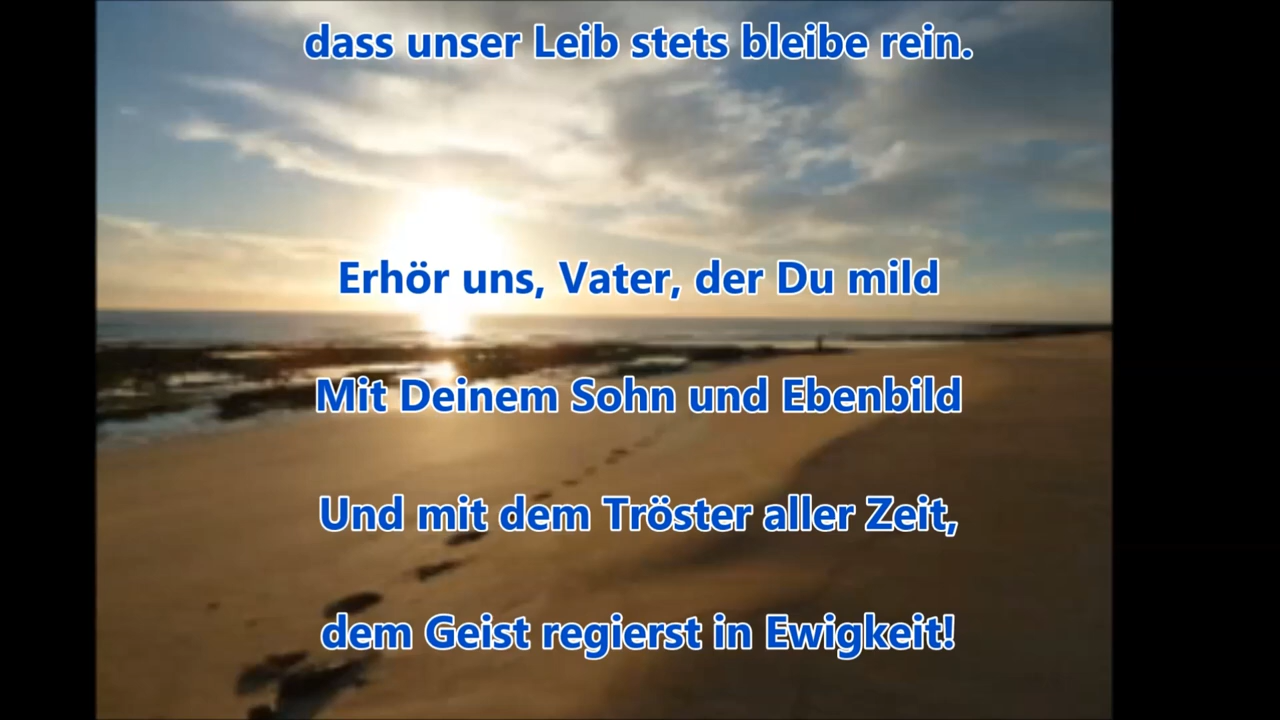 dass unser Leib stets bleibe rein.
Erhör uns, Vater, der Du mild
Mit Deinem Sohn und Ebenbild
Und mit dem Tröster aller Zeit,
dem Geist regierst in Ewigkeit!